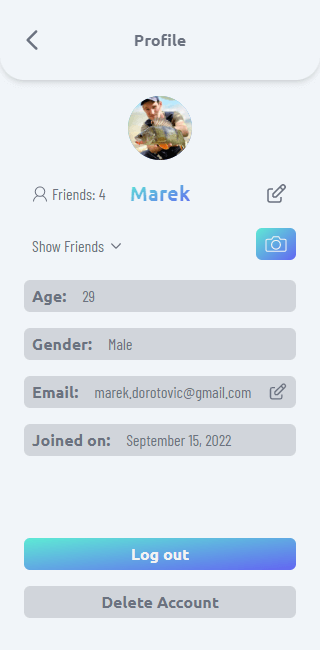 Profile
Friends: 4 Marek
Show Friends
Age: 29
Gender: Male
Email: marek.dorotovic@gmail.com
Joined on: September 15, 2022
Log out
Delete Account